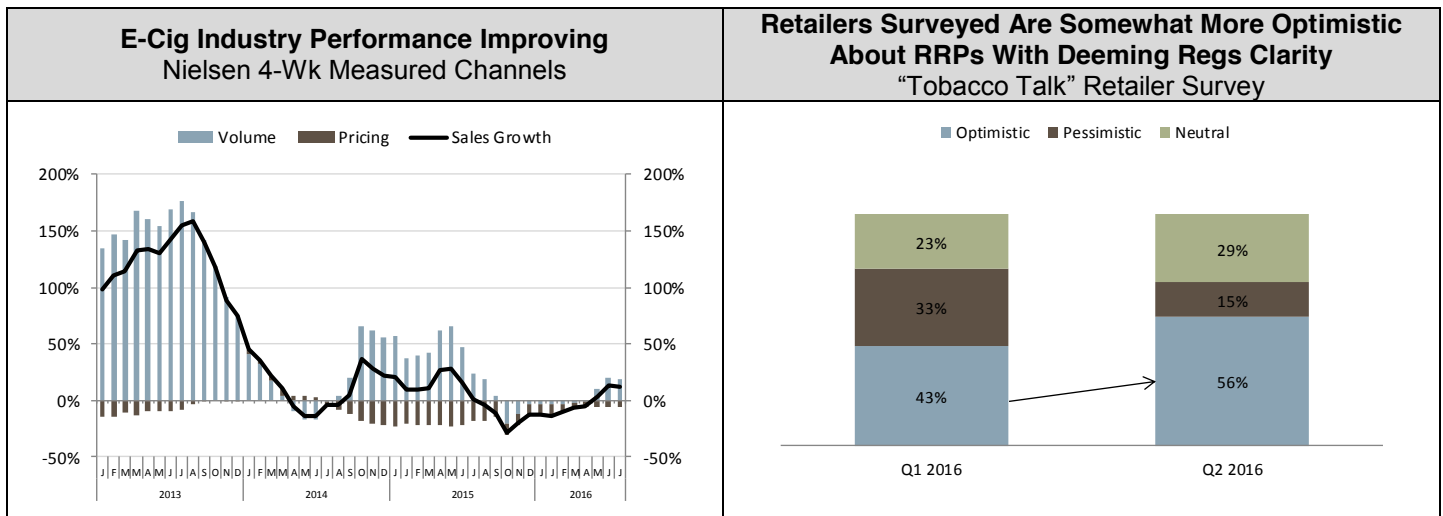 E-Cig Industry Performance Improving
Nielsen 4-Wk Measured Channels
Volume Pricing Sales Growth
200% 200%
150% 150%
100% 100%
50% 50%
0% 0%
-50% -50%
J F M M A M J J A S O N D J F M M A M J J A S O N D J F M A M J J A S O N D J F M A M J J
2013 2014 2015 2016
Retailers Surveyed Are Somewhat More Optimistic
About RRPs With Deeming Regs Clarity
“Tobacco Talk” Retailer Survey
Optimistic Pessimistic Neutral
23% 29%
33% 15%
43% 56%
Q1 2016 Q2 2016